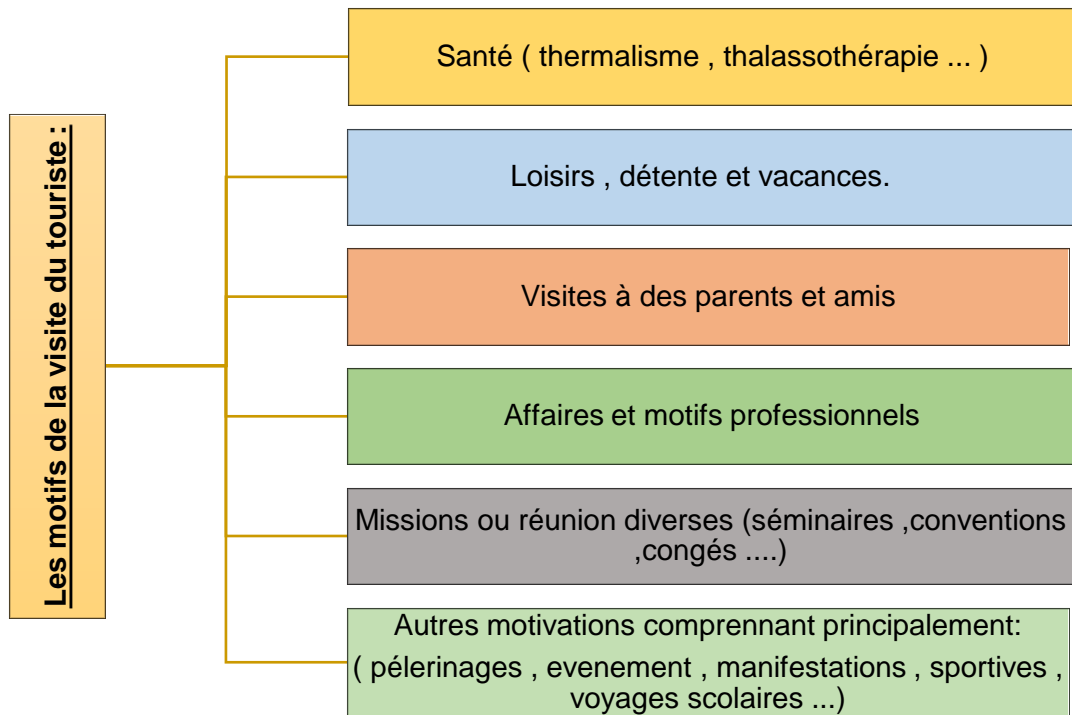 Les motifs de la visite du touriste :
Santé ( thermalisme , thalassothérapie ... )
Loisirs , détente et vacances.
Visites à des parents et amis
Affaires et motifs professionnels
Missions ou réunion diverses (séminaires ,conventions
,congés ....)
Autres motivations comprennant principalement:
( pélerinages , evenement , manifestations , sportives ,
voyages scolaires ...)